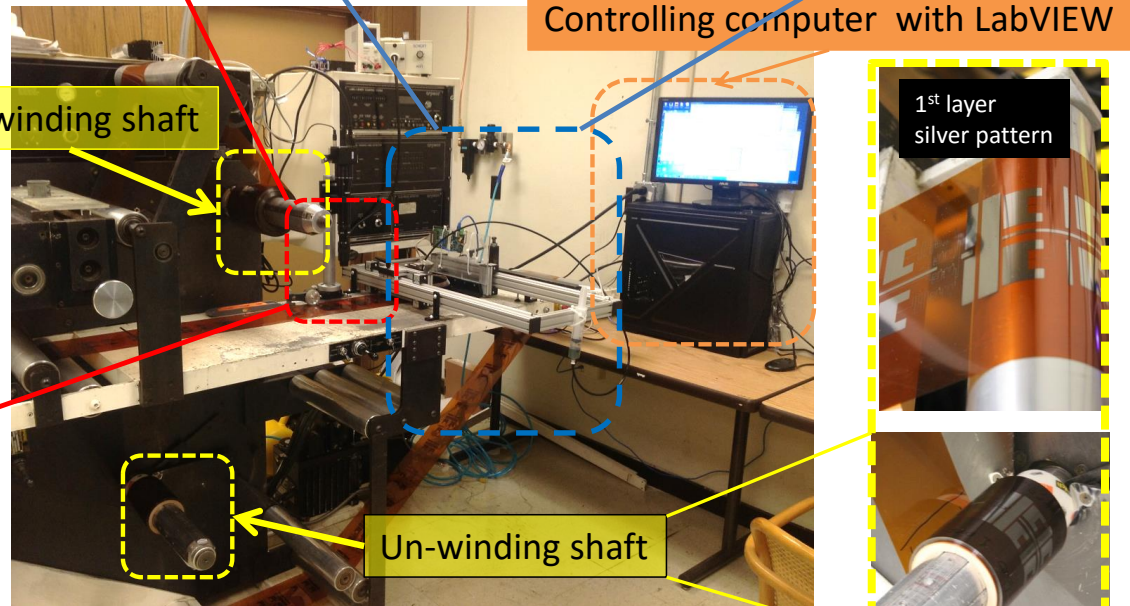 Controlling computer with LabVIEW
winding shaft
1st layer
silver pattern
Un-winding shaft